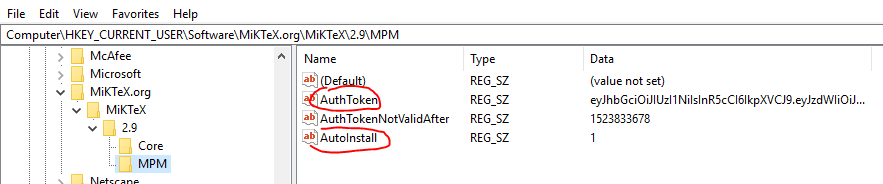 File Edit View Favorites Help
Computer\HKEY_CURRENT_USER\Software\MiKTeX.org\MiKTeX\2.9\MPM
McAfee
Microsoft
MiKTeX.org
MiKTeX
2.9
Core
MPM
Netscape
Name Type Data
(Default) REG_SZ (value not set)
AuthToken REG_SZ eyJhbGciOiJIUzI1NiIsInR5cCI6IkpXVCJ9.eyJzdWIiOiJ...
AuthTokenNotValidAfter REG_SZ 1523833678
AutoInstall REG_SZ 1